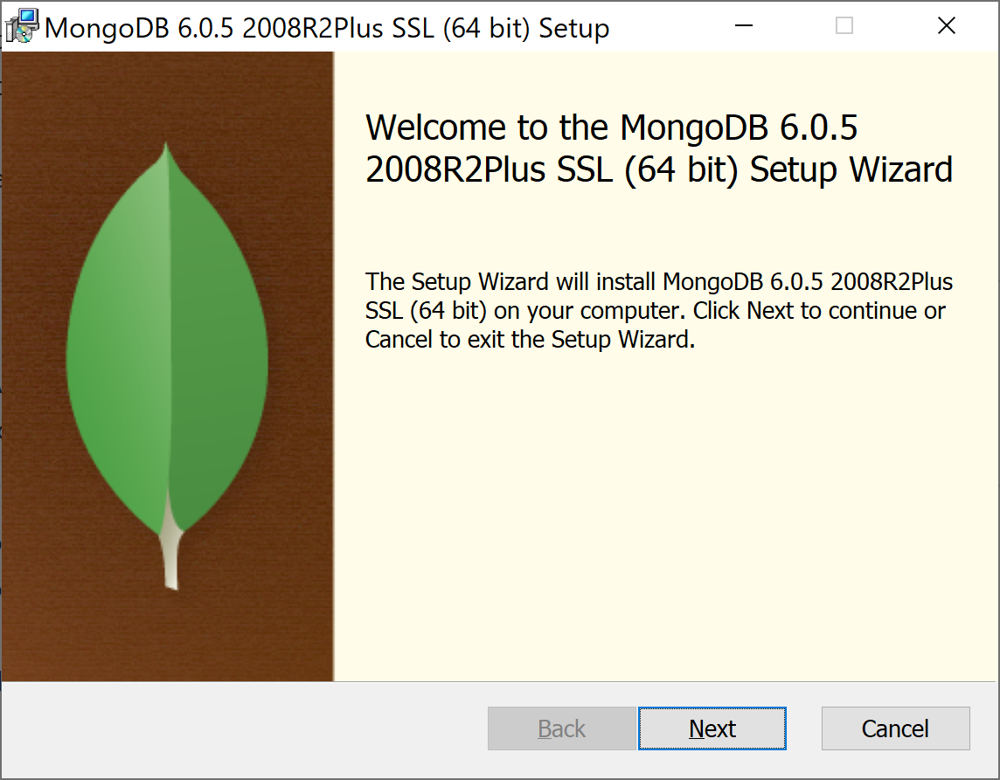 MongoDB 6.0.5 2008R2Plus SSL (64 bit) Setup
Welcome to the MongoDB 6.0.5
2008R2Plus SSL (64 bit) Setup Wizard
The Setup Wizard will install MongoDB 6.0.5 2008R2Plus
SSL (64 bit) on your computer. Click Next to continue or
Cancel to exit the Setup Wizard.
Back
Next
Cancel